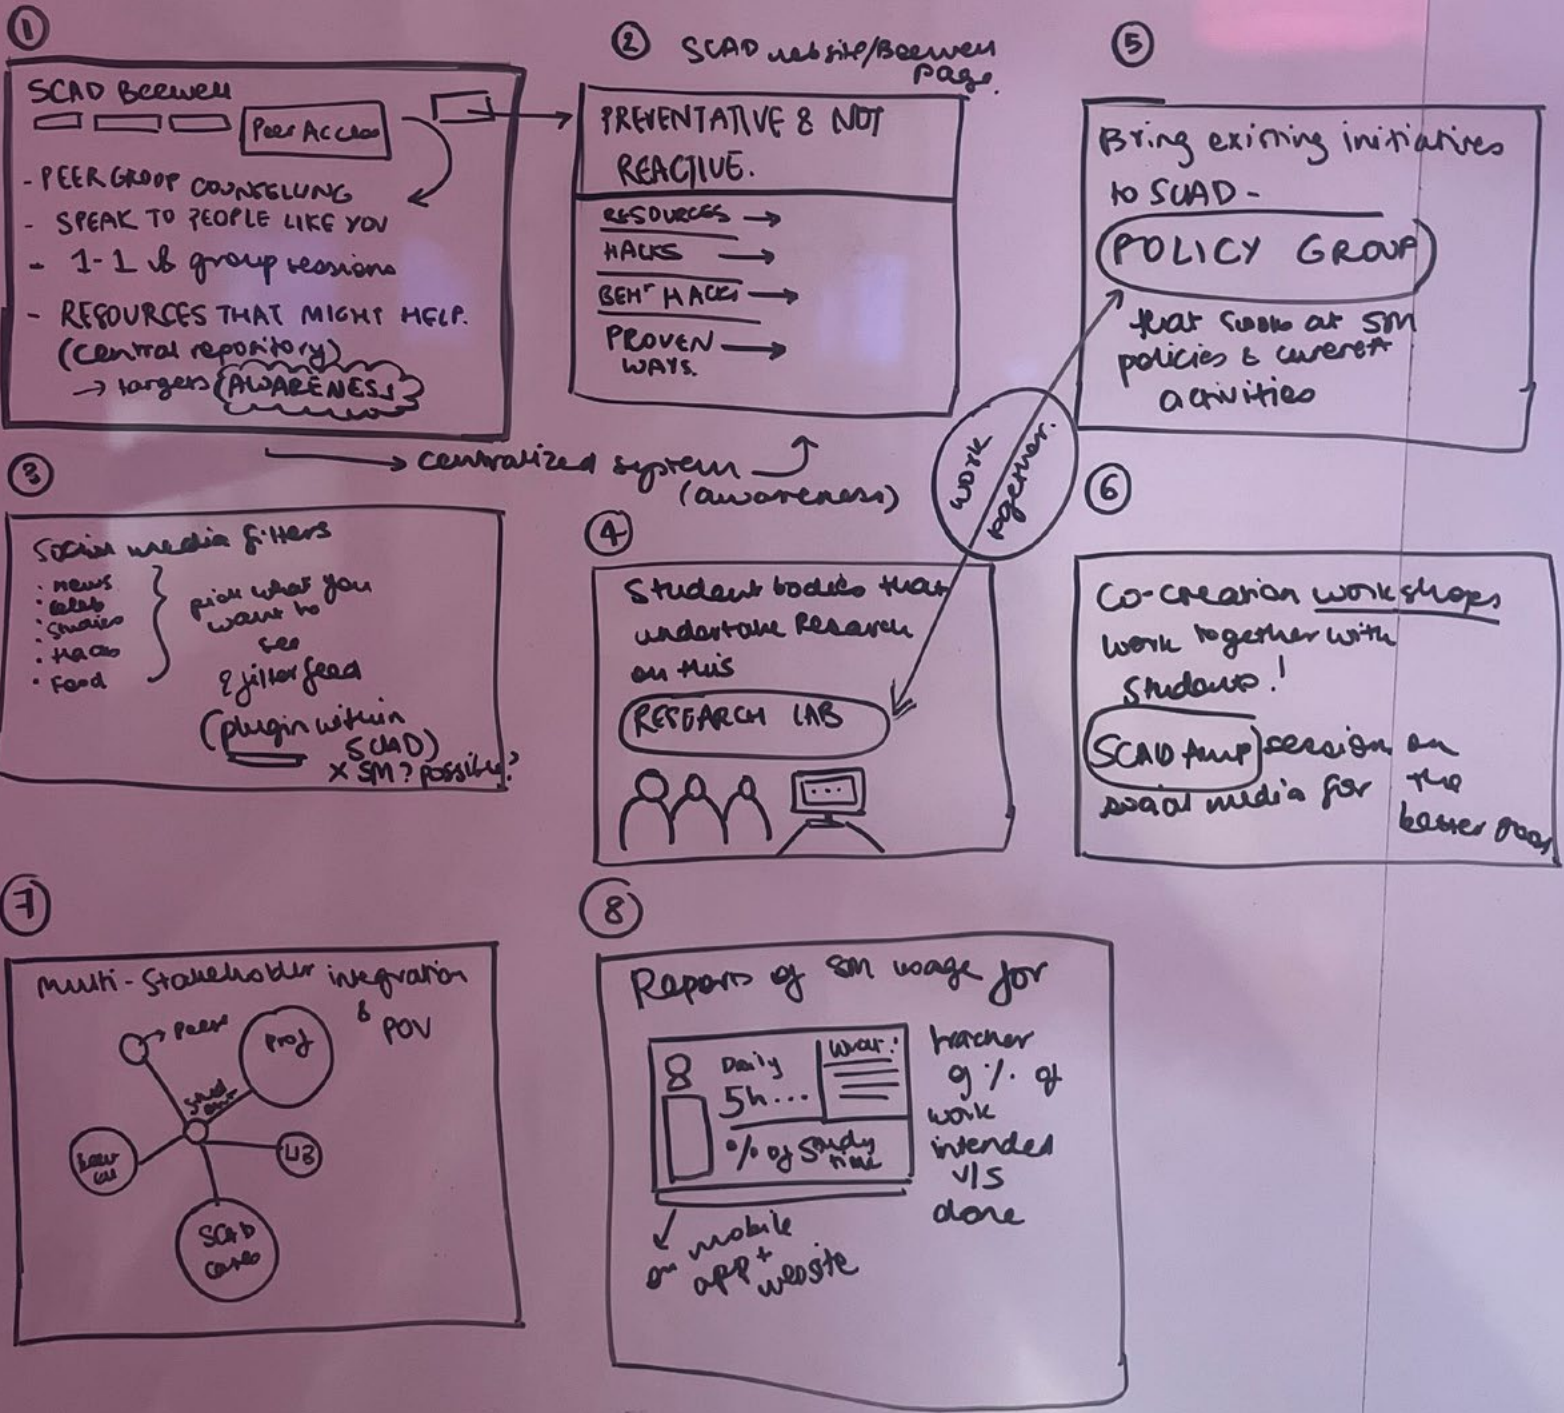 ①
SCAD Beewell
Peer Access
- PEER GROUP COUNSELLING
- SPEAK TO PEOPLE LIKE YOU
- 1-1 & group sessions
- RESOURCES THAT MIGHT HELP.
(central repository)
→ targets AWARENESS
→ centralized system
(awareness)
② SCAD website/Beewell
page.
PREVENTATIVE & NOT
REACTIVE.
RESOURCES →
HACKS →
HACKS →
PROVEN →
WAYS.
③
Social media filters
• news
• celeb
• studies
• Hacks
• Food
pick what you
want to
see
& filter feed
(plugin within
SCAD)
x SM? possible?
④
Student bodies that
undertake Research
on this
RESEARCH LAB
work
together.
⑤
Bring existing initiatives
to SCAD -
POLICY GROUP
that at SM
policies & current
activities
⑥
Co-creation workshops
work together with
students!
SCAD Amp session on
the
social media for
better good
⑦
Multi-Stakeholder integration
& POV
→ Peers
Prof
student
LIB
SCAD
cares
⑧
Reports of SM usage for
Daily
5h...
% of Study
time
tracker
of % of
work
intended
v/s
done
on mobile
app + website